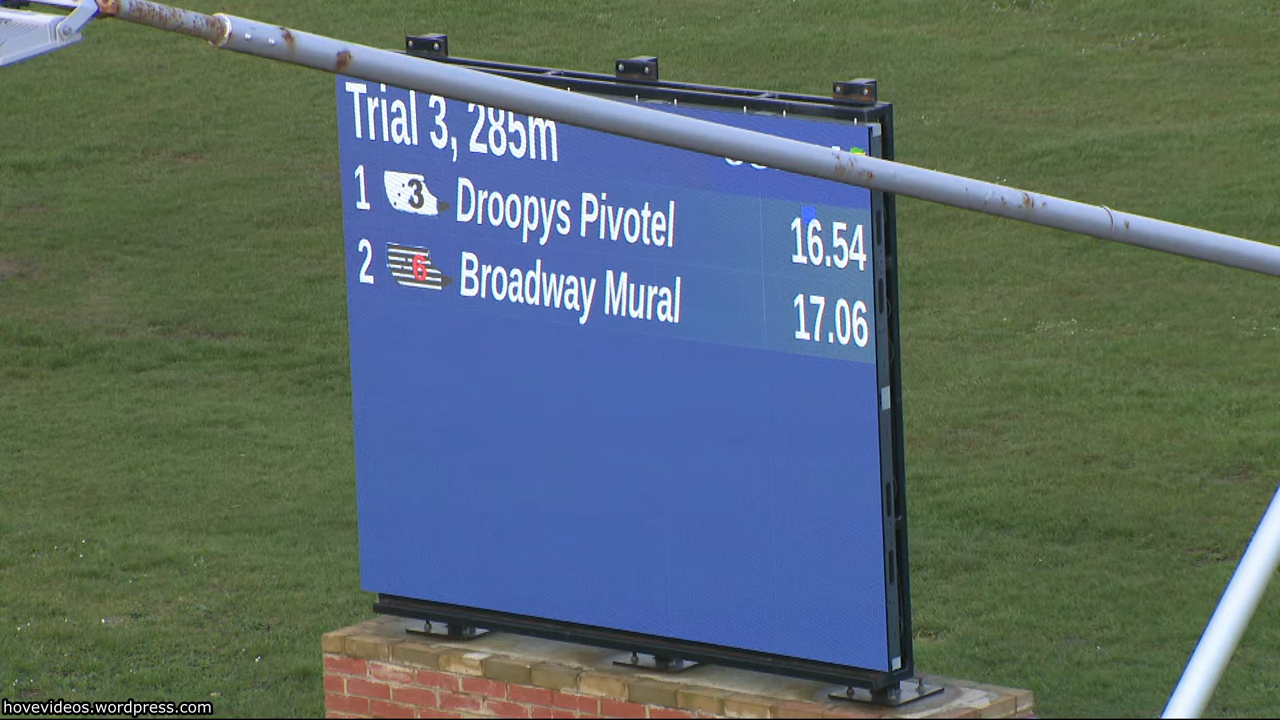 Trial 3, 285m
1 3 Droopys Pivotel 16.54
2 6 Broadway Mural 17.06
hovevideos.wordpress.com